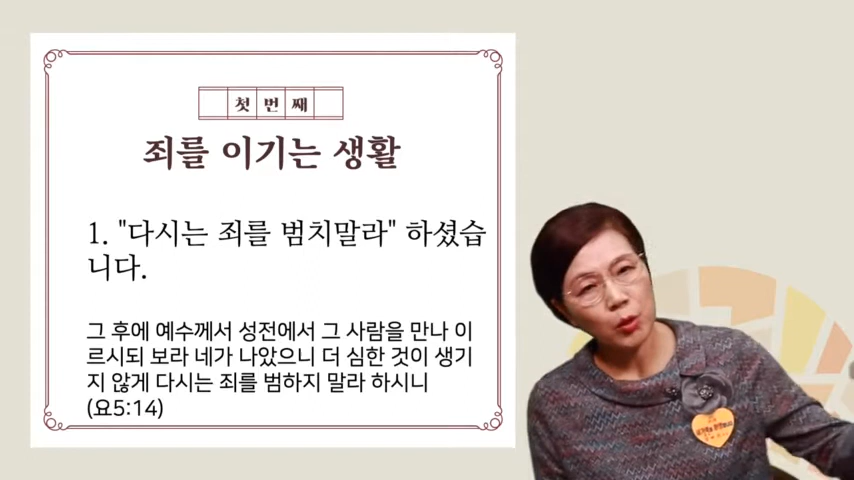 첫번째
죄를 이기는 생활
1. "다시는 죄를 범치말라" 하셨습
니다.
그 후에 예수께서 성전에서 그 사람을 만나 이
르시되 보라 네가 나았으니 더 심한 것이 생기
지 않게 다시는 죄를 범하지 말라 하시니
(요5:14)